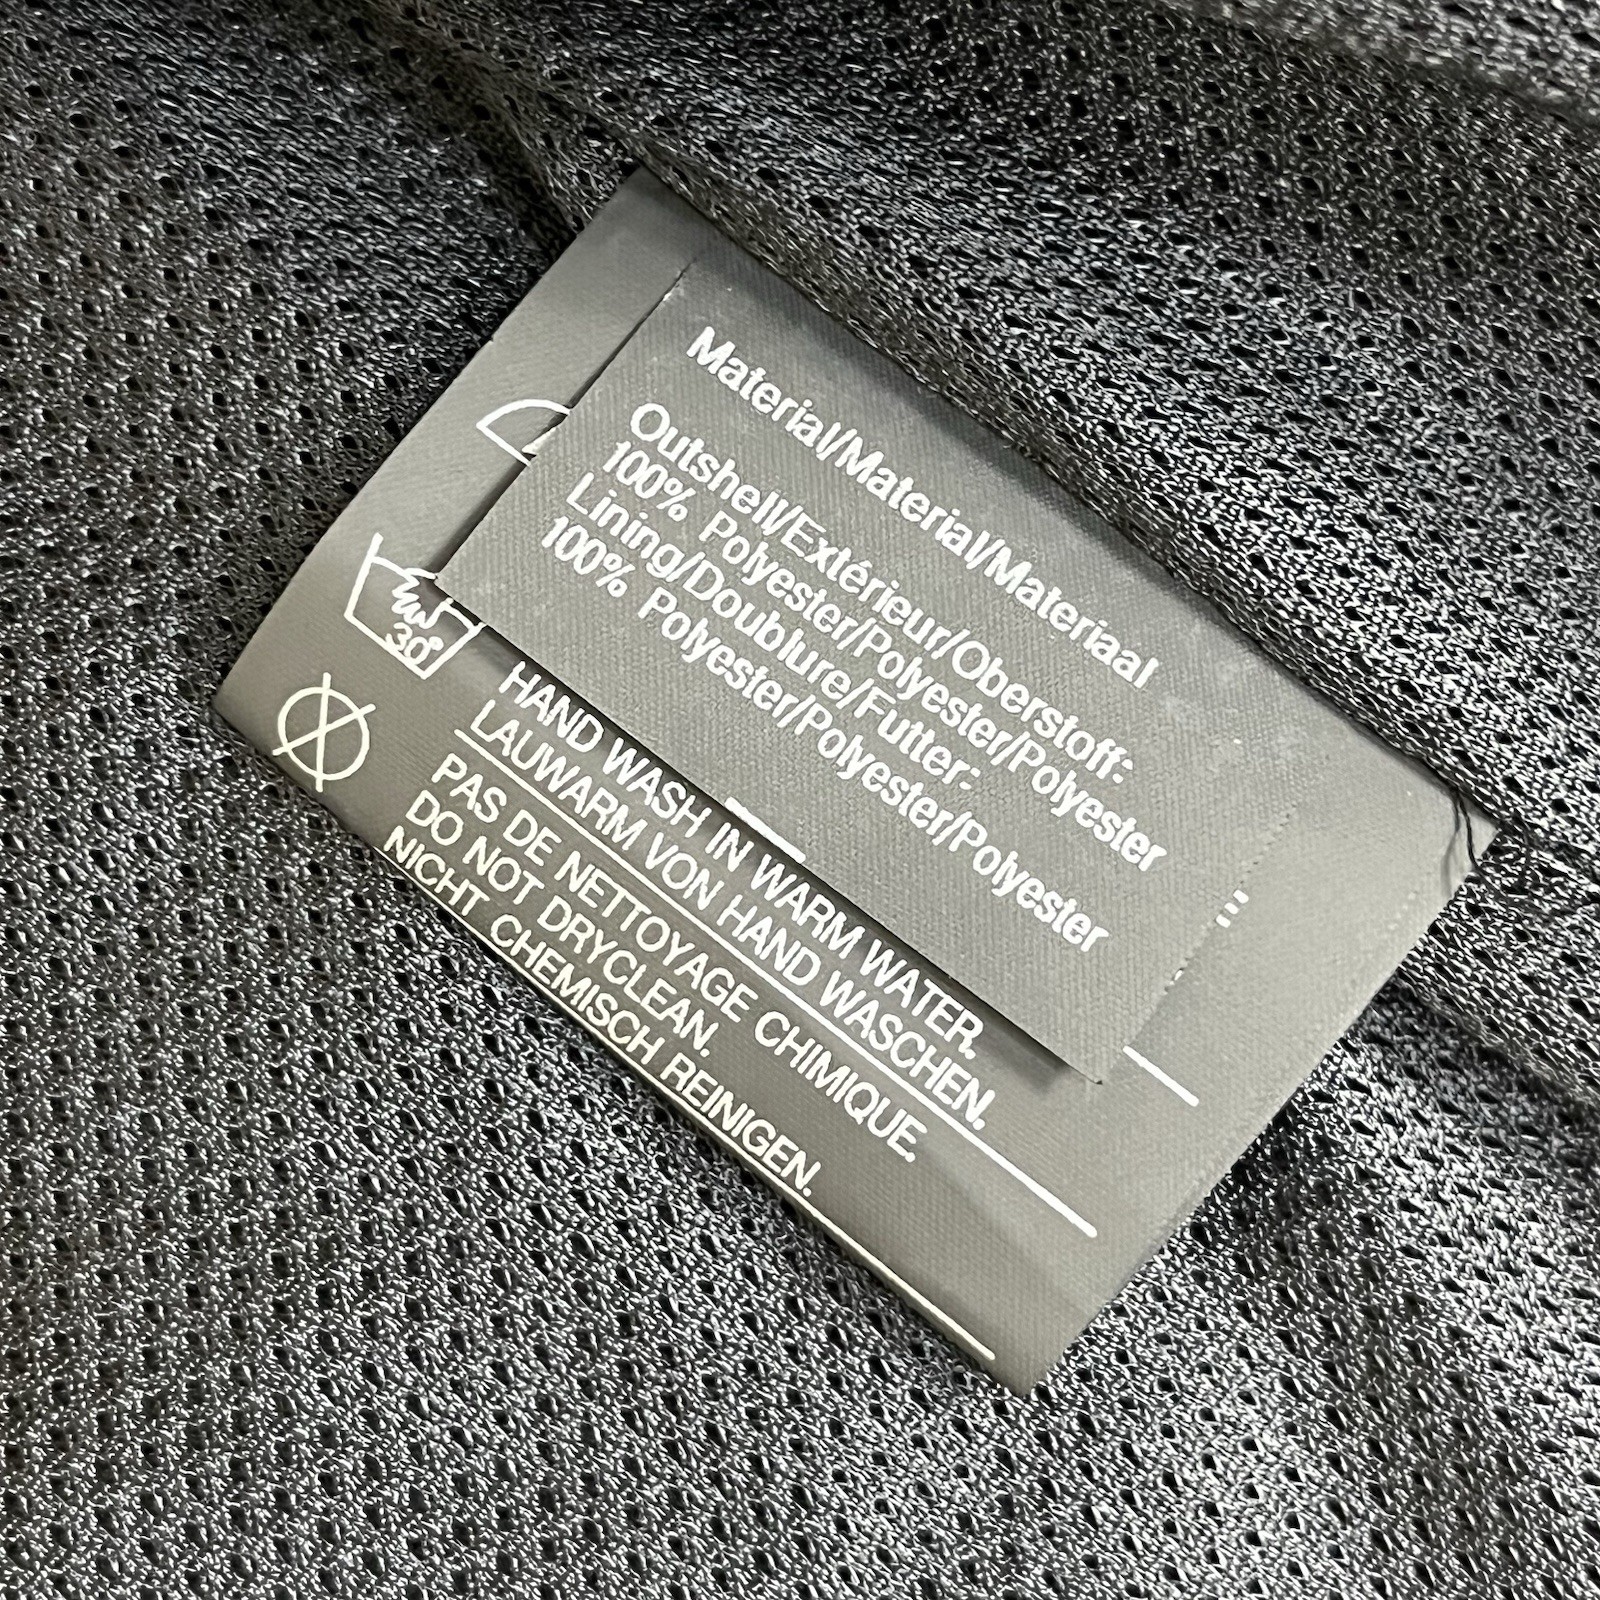 Material/Material/Materiaal
Outshell/Extérieur/Oberstoff:
100% Polyester/Polyester/Polyester
Lining/Doublure/Futter:
100% Polyester/Polyester/Polyester
30°
HAND WASH IN WARM WATER.
LAUWARM VON HAND WASCHEN.
PAS DE NETTOYAGE CHIMIQUE.
DO NOT DRYCLEAN.
NICHT CHEMISCH REINIGEN.